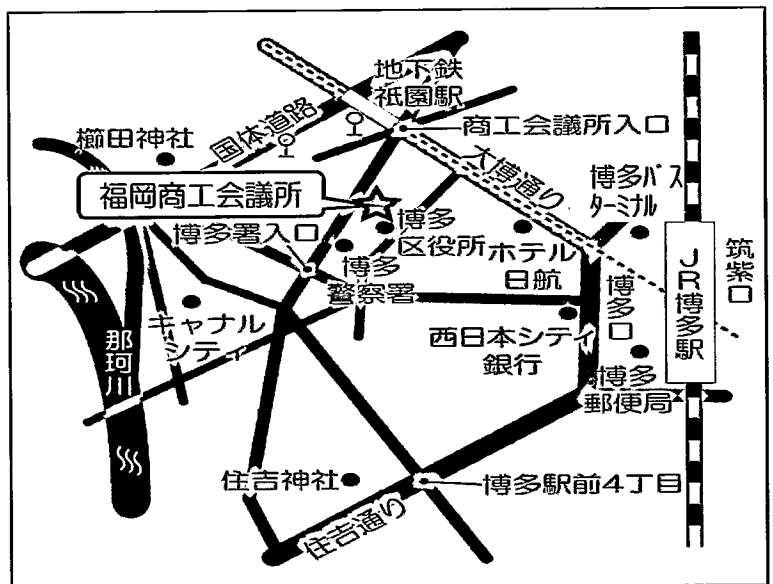 地下鉄
祇園駅
国体道路
商工会議所入口
櫛田神社
大博通り
博多バス
ターミナル
福岡商工会議所
博多
区役所
博多署入口
ホテル
日航
筑紫口
JR博多駅
博多
警察署
博多口
キャナル
シティ
西日本シティ
銀行
那珂川
博多
郵便局
住吉神社
博多駅前4丁目
住吉通り